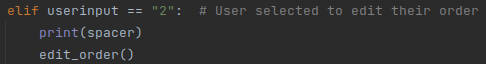 elif userinput == "2":  # User selected to edit their order
    print(spacer)
    edit_order()